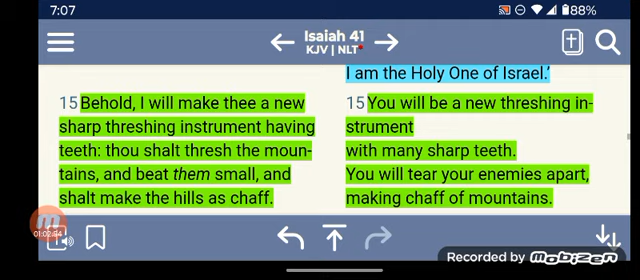 7:07
88%
Isaiah 41
KJV | NLT
I am the Holy One of Israel.’
15 Behold, I will make thee a new
sharp threshing instrument having
teeth: thou shalt thresh the moun-
tains, and beat them small, and
shalt make the hills as chaff.
15 You will be a new threshing in-
strument
with many sharp teeth.
You will tear your enemies apart,
making chaff of mountains.
M
01:02:54
Recorded by Mobizen